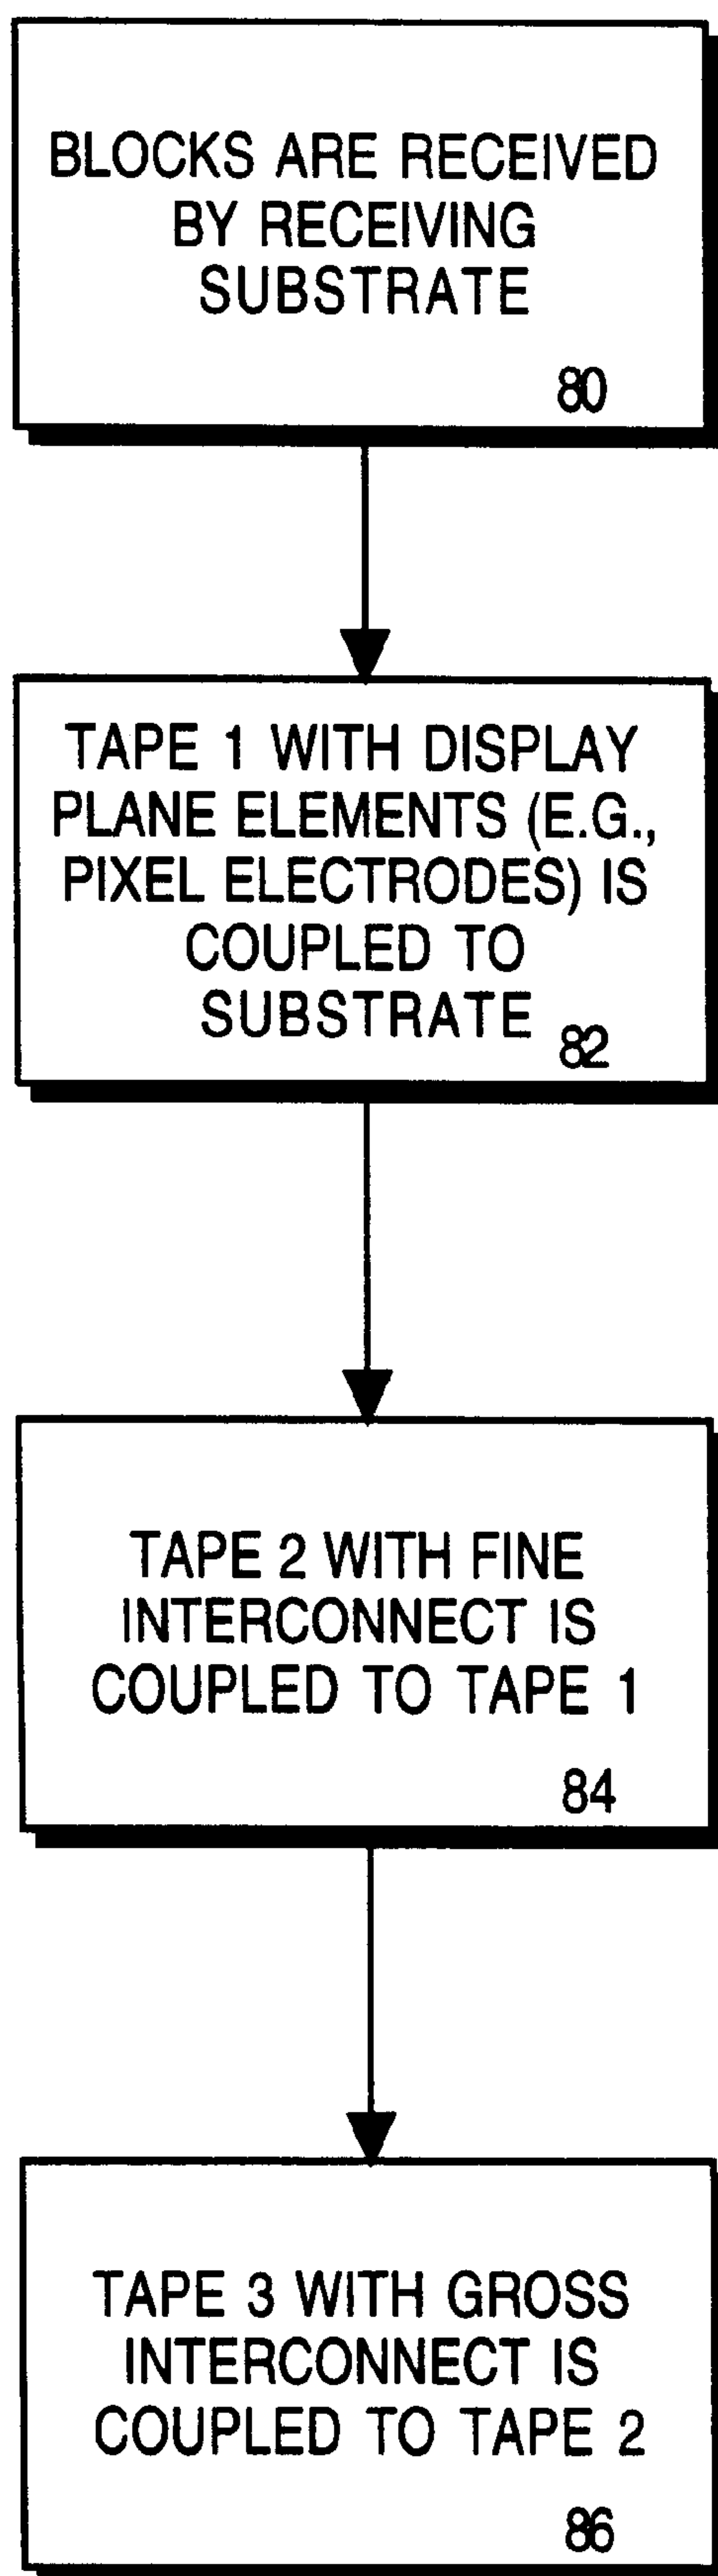 BLOCKS ARE RECEIVED
BY RECEIVING
SUBSTRATE
80
TAPE 1 WITH DISPLAY
PLANE ELEMENTS (E.G.,
PIXEL ELECTRODES) IS
COUPLED TO
SUBSTRATE
82
TAPE 2 WITH FINE
INTERCONNECT IS
COUPLED TO TAPE 1
84
TAPE 3 WITH GROSS
INTERCONNECT IS
COUPLED TO TAPE 2
86